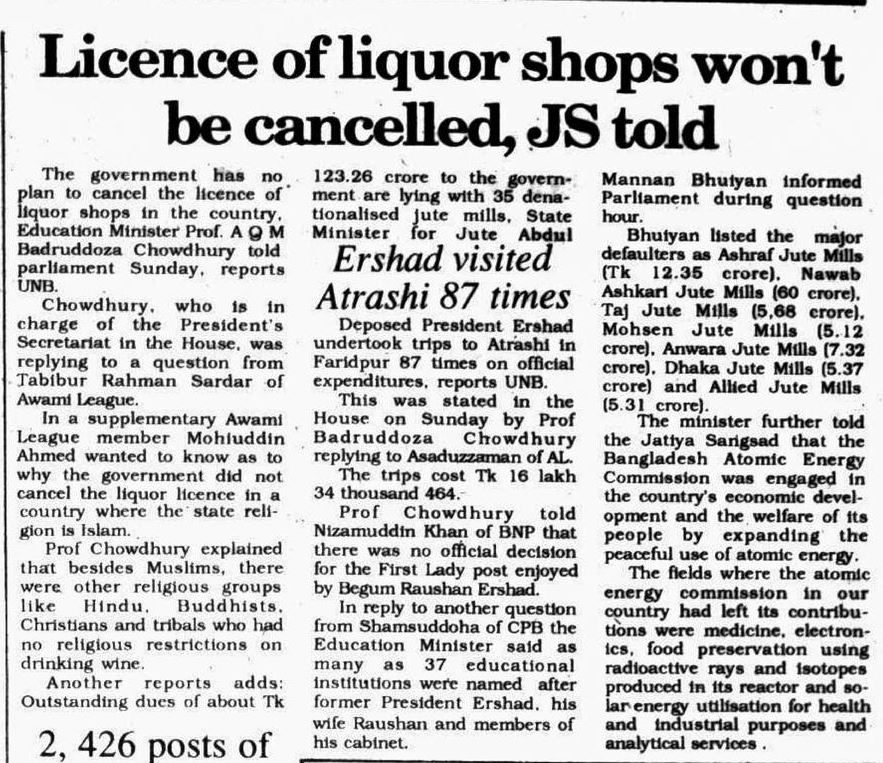 Licence of liquor shops won't
be cancelled, JS told
The government has no
plan to cancel the licence of
liquor shops in the country,
Education Minister Prof. A Q M
Badruddoza Chowdhury told
parliament Sunday, reports
UNB.
Chowdhury, who is in
charge of the President's
Secretariat in the House, was
replying to a question from
Tabibur Rahman Sardar of
Awami League.
In a supplementary Awami
League member Mohiuddin
Ahmed wanted to know as to
why the government did not
cancel the liquor licence in a
country where the state reli-
gion is Islam.
Prof Chowdhury explained
that besides Muslims, there
were other religious groups
like Hindu, Buddhists,
Christians and tribals who had
no religious restrictions on
drinking wine.
Another reports adds:
Outstanding dues of about Tk
123.26 crore to the govern-
ment are lying with 35 dena-
tionalised jute mills, State
Minister for Jute Abdul
Mannan Bhuiyan informed
Parliament during question
hour.
Bhuiyan listed the major
defaulters as Ashraf Jute Mills
(Tk 12.35 crore), Nawab
Ashkari Jute Mills (60 crore),
Taj Jute Mills (5,68 crore),
Mohsen Jute Mills (5.12
crore), Anwara Jute Mills (7.32
crore), Dhaka Jute Mills (5.37
crore) and Allied Jute Mills
(5.31 crore).
The minister further told
the Jatiya Sangsad that the
Bangladesh Atomic Energy
Commission was engaged in
the country's economic devel-
opment and the welfare of its
people by expanding the
peaceful use of atomic energy.
The fields where the atomic
energy commission in our
country had left its contribu-
tions were medicine, electron-
ics, food preservation using
radioactive rays and isotopes
produced in its reactor and so-
lar energy utilisation for health
and industrial purposes and
analytical services .
Ershad visited
Atrashi 87 times
Deposed President Ershad
undertook trips to Atrashi in
Faridpur 87 times on official
expenditures, reports UNB.
This was stated in the
House on Sunday by Prof
Badruddoza Chowdhury
replying to Asaduzzaman of AL.
The trips cost Tk 16 lakh
34 thousand 464.
Prof Chowdhury told
Nizamuddin Khan of BNP that
there was no official decision
for the First Lady post enjoyed
by Begum Raushan Ershad.
In reply to another question
from Shamsuddoha of CPB the
Education Minister said as
many as 37 educational
institutions were named after
former President Ershad, his
wife Raushan and members of
his cabinet.
2, 426 posts of